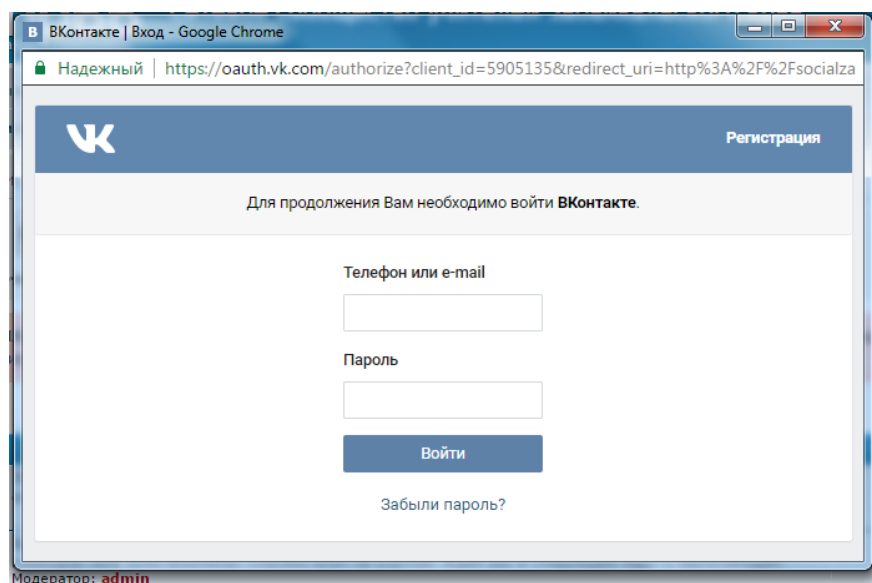 B ВКонтакте | Вход - Google Chrome
Надежный | https://oauth.vk.com/authorize?client_id=5905135&redirect_uri=http%3A%2F%2Fsocialza
Регистрация
Для продолжения Вам необходимо войти ВКонтакте.
Телефон или e-mail
Пароль
Войти
Забыли пароль?
Модератор: admin